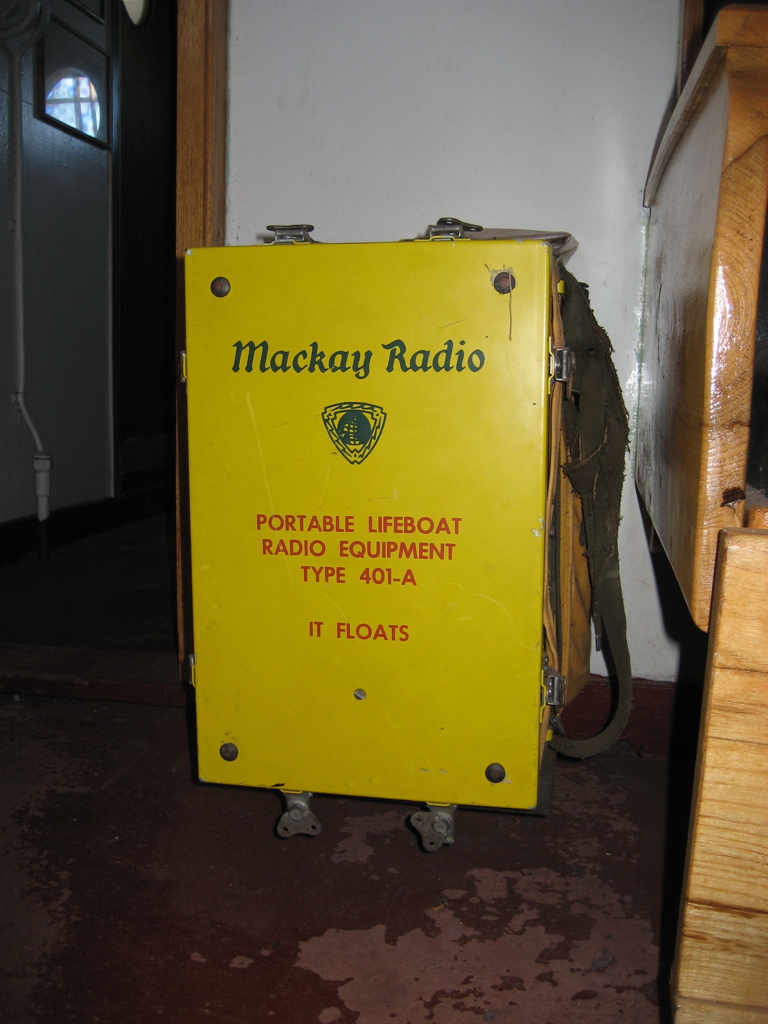 Mackay Radio
PORTABLE LIFEBOAT
RADIO EQUIPMENT
TYPE 401-A
IT FLOATS